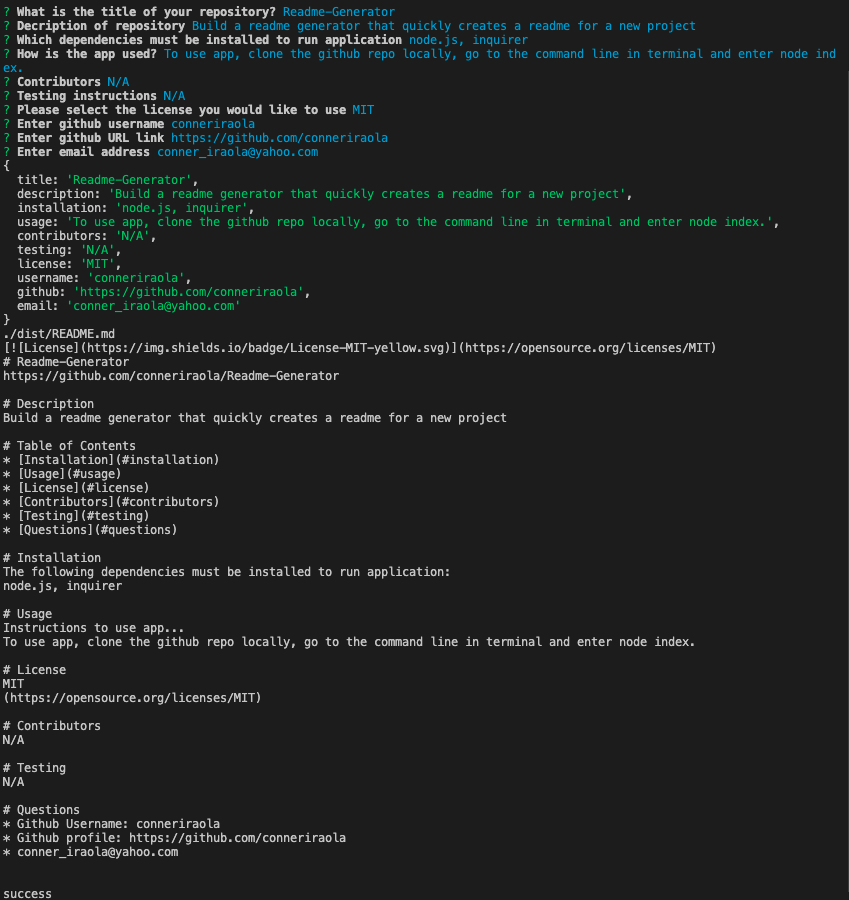 ? What is the title of your repository? Readme-Generator
? Decription of repository Build a readme generator that quickly creates a readme for a new project
? Which dependencies must be installed to run application node.js, inquirer
? How is the app used? To use app, clone the github repo locally, go to the command line in terminal and enter node ind
ex.
? Contributors N/A
? Testing instructions N/A
? Please select the license you would like to use MIT
? Enter github username conneriraola
? Enter github URL link https://github.com/conneriraola
? Enter email address conner_iraola@yahoo.com
{
  title: 'Readme-Generator',
  description: 'Build a readme generator that quickly creates a readme for a new project',
  installation: 'node.js, inquirer',
  usage: 'To use app, clone the github repo locally, go to the command line in terminal and enter node index.',
  contributors: 'N/A',
  testing: 'N/A',
  license: 'MIT',
  username: 'conneriraola',
  github: 'https://github.com/conneriraola',
  email: 'conner_iraola@yahoo.com'
}
./dist/README.md
[![License](https://img.shields.io/badge/License-MIT-yellow.svg)](https://opensource.org/licenses/MIT)
# Readme-Generator
https://github.com/conneriraola/Readme-Generator

# Description
Build a readme generator that quickly creates a readme for a new project

# Table of Contents
* [Installation](#installation)
* [Usage](#usage)
* [License](#license)
* [Contributors](#contributors)
* [Testing](#testing)
* [Questions](#questions)

# Installation
The following dependencies must be installed to run application:
node.js, inquirer

# Usage
Instructions to use app...
To use app, clone the github repo locally, go to the command line in terminal and enter node index.

# License
MIT
(https://opensource.org/licenses/MIT)

# Contributors
N/A

# Testing
N/A

# Questions
* Github Username: conneriraola
* Github profile: https://github.com/conneriraola
* conner_iraola@yahoo.com

success